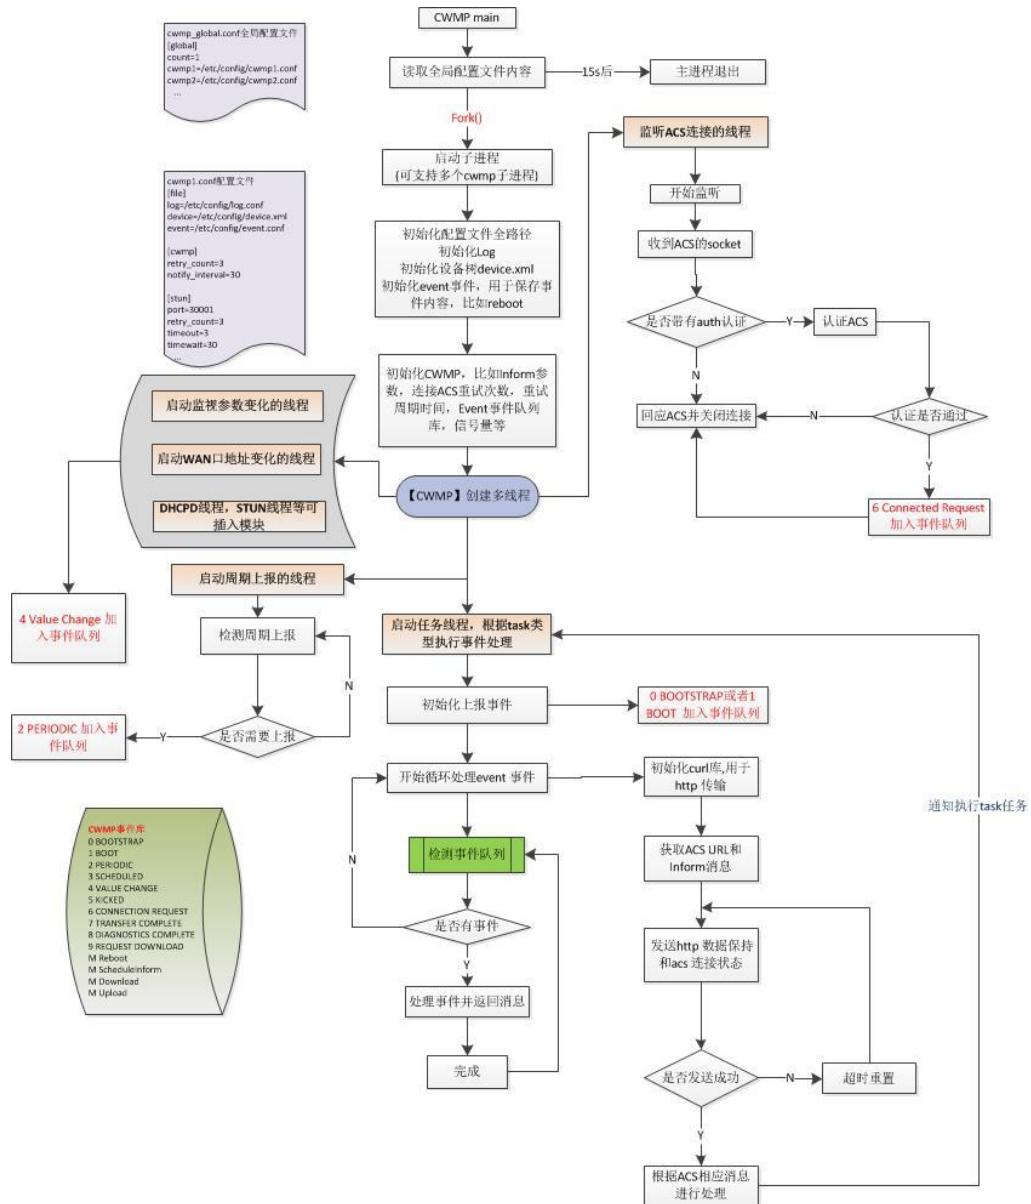 CWMP main
cwmp_global.conf全局配置文件
[global]
count=1
cwmp1=/etc/config/cwmp1.conf
cwmp2=/etc/config/cwmp2.conf
...
读取全局配置文件内容
15s后
主进程退出
Fork()
启动子进程
(可支持多个cwmp子进程)
cwmp1.conf配置文件
[file]
log=/etc/config/log.conf
device=/etc/config/device.xml
event=/etc/config/event.conf
[cwmp]
retry_count=3
notify_interval=30
[stun]
port=30001
retry_count=3
timeout=3
timewait=30
...
初始化配置文件全路径
初始化Log
初始化设备树device.xml
初始化event事件，用于保存事
件内容，比如reboot
初始化CWMP，比如Inform参
数，连接ACS重试次数，重试
周期时间，Event事件队列
库，信号量等
【CWMP】创建多线程
监听ACS连接的线程
开始监听
收到ACS的socket
是否带有auth认证
Y
认证ACS
N
回应ACS并关闭连接
N
认证是否通过
Y
6 Connected Request
加入事件队列
启动监视参数变化的线程
启动WAN口地址变化的线程
DHCPD线程，STUN线程等可
插入模块
4 Value Change 加
入事件队列
启动周期上报的线程
检测周期上报
N
是否需要上报
Y
2 PERIODIC 加入事
件队列
启动任务线程，根据task类
型执行事件处理
初始化上报事件
0 BOOTSTRAP或者1
BOOT 加入事件队列
开始循环处理event 事件
N
检测事件队列
是否有事件
Y
处理事件并返回消息
完成
初始化curl库,用于
http 传输
获取ACS URL和
Inform消息
发送http 数据保持
和acs 连接状态
是否发送成功
N
超时重置
Y
根据ACS相应消息
进行处理
通知执行task任务
CWMP事件库
0 BOOTSTRAP
1 BOOT
2 PERIODIC
3 SCHEDULED
4 VALUE CHANGE
5 KICKED
6 CONNECTION REQUEST
7 TRANSFER COMPLETE
8 DIAGNOSTICS COMPLETE
9 REQUEST DOWNLOAD
M Reboot
M ScheduleInform
M Download
M Upload